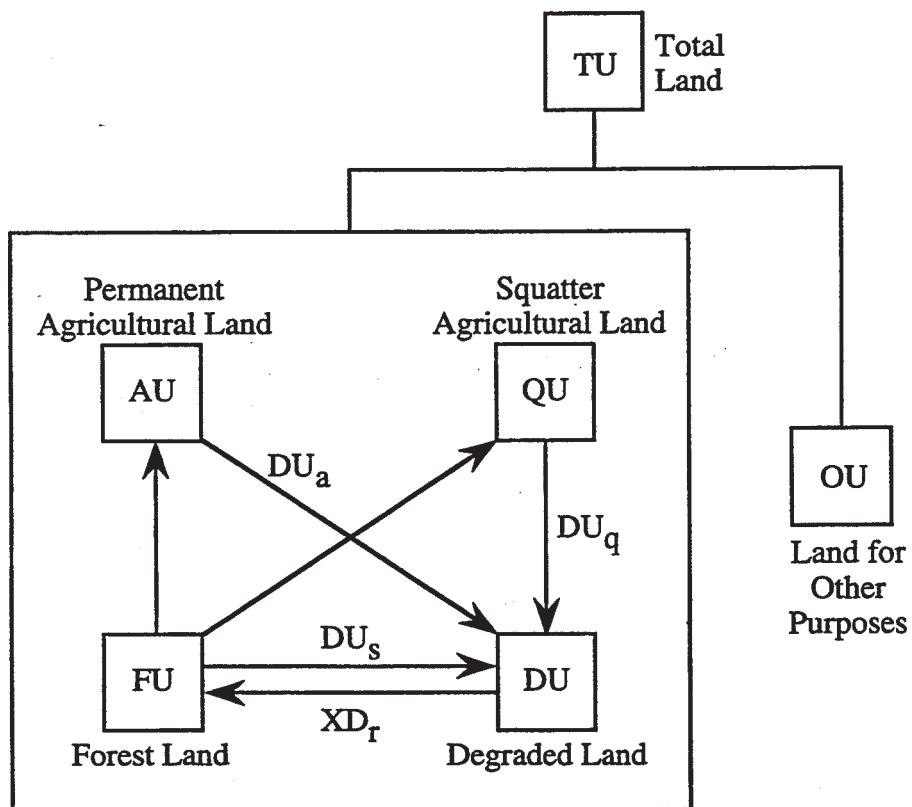 TU
Total
Land
Permanent
Agricultural Land
Squatter
Agricultural Land
AU
QU
DUa
DUq
OU
Land for
Other
Purposes
DUs
FU
DU
XDr
Forest Land
Degraded Land